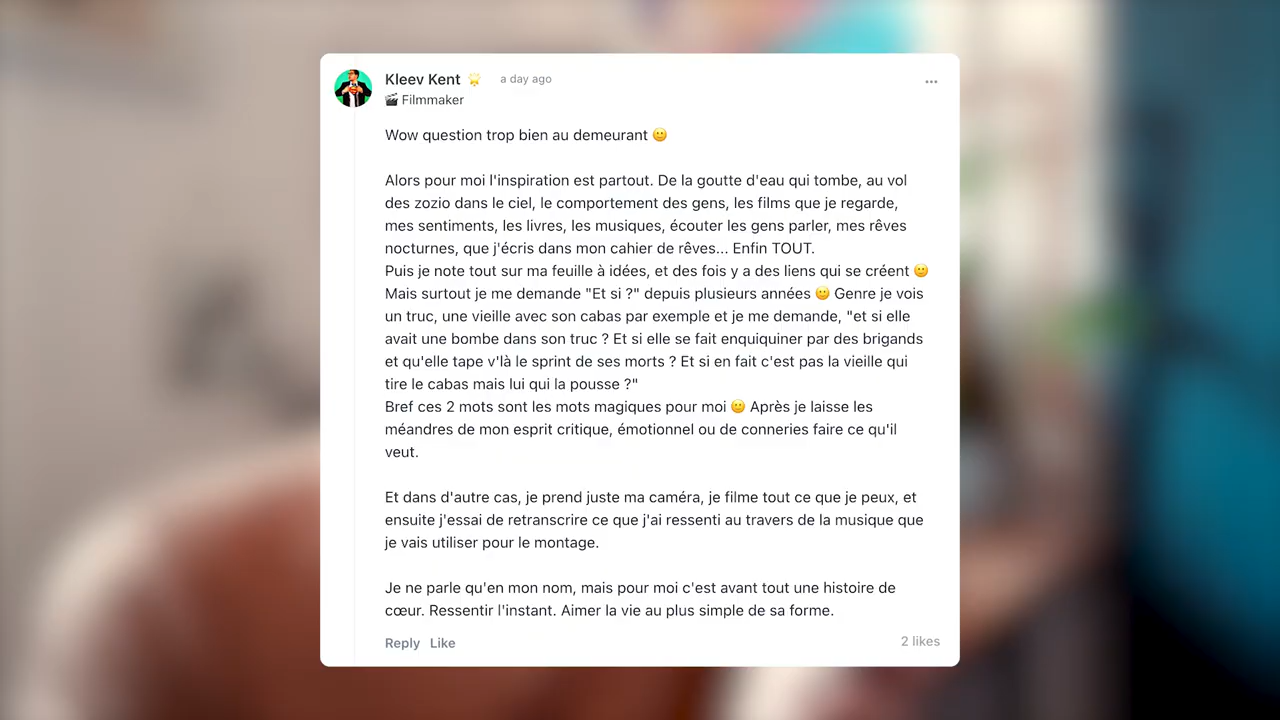 Kleev Kent 🌟 a day ago
🎬 Filmmaker
Wow question trop bien au demeurant 🙂
Alors pour moi l'inspiration est partout. De la goutte d'eau qui tombe, au vol
des zozio dans le ciel, le comportement des gens, les films que je regarde,
mes sentiments, les livres, les musiques, écouter les gens parler, mes rêves
nocturnes, que j'écris dans mon cahier de rêves... Enfin TOUT.
Puis je note tout sur ma feuille à idées, et des fois y a des liens qui se créent 🙂
Mais surtout je me demande "Et si ?" depuis plusieurs années 🙂 Genre je vois
un truc, une vieille avec son cabas par exemple et je me demande, "et si elle
avait une bombe dans son truc ? Et si elle se fait enquiquiner par des brigands
et qu'elle tape v'là le sprint de ses morts ? Et si en fait c'est pas la vieille qui
tire le cabas mais lui qui la pousse ?"
Bref ces 2 mots sont les mots magiques pour moi 🙂 Après je laisse les
méandres de mon esprit critique, émotionnel ou de conneries faire ce qu'il
veut.
Et dans d'autre cas, je prend juste ma caméra, je filme tout ce que je peux, et
ensuite j'essai de retranscrire ce que j'ai ressenti au travers de la musique que
je vais utiliser pour le montage.
Je ne parle qu'en mon nom, mais pour moi c'est avant tout une histoire de
cœur. Ressentir l'instant. Aimer la vie au plus simple de sa forme.
Reply Like 2 likes